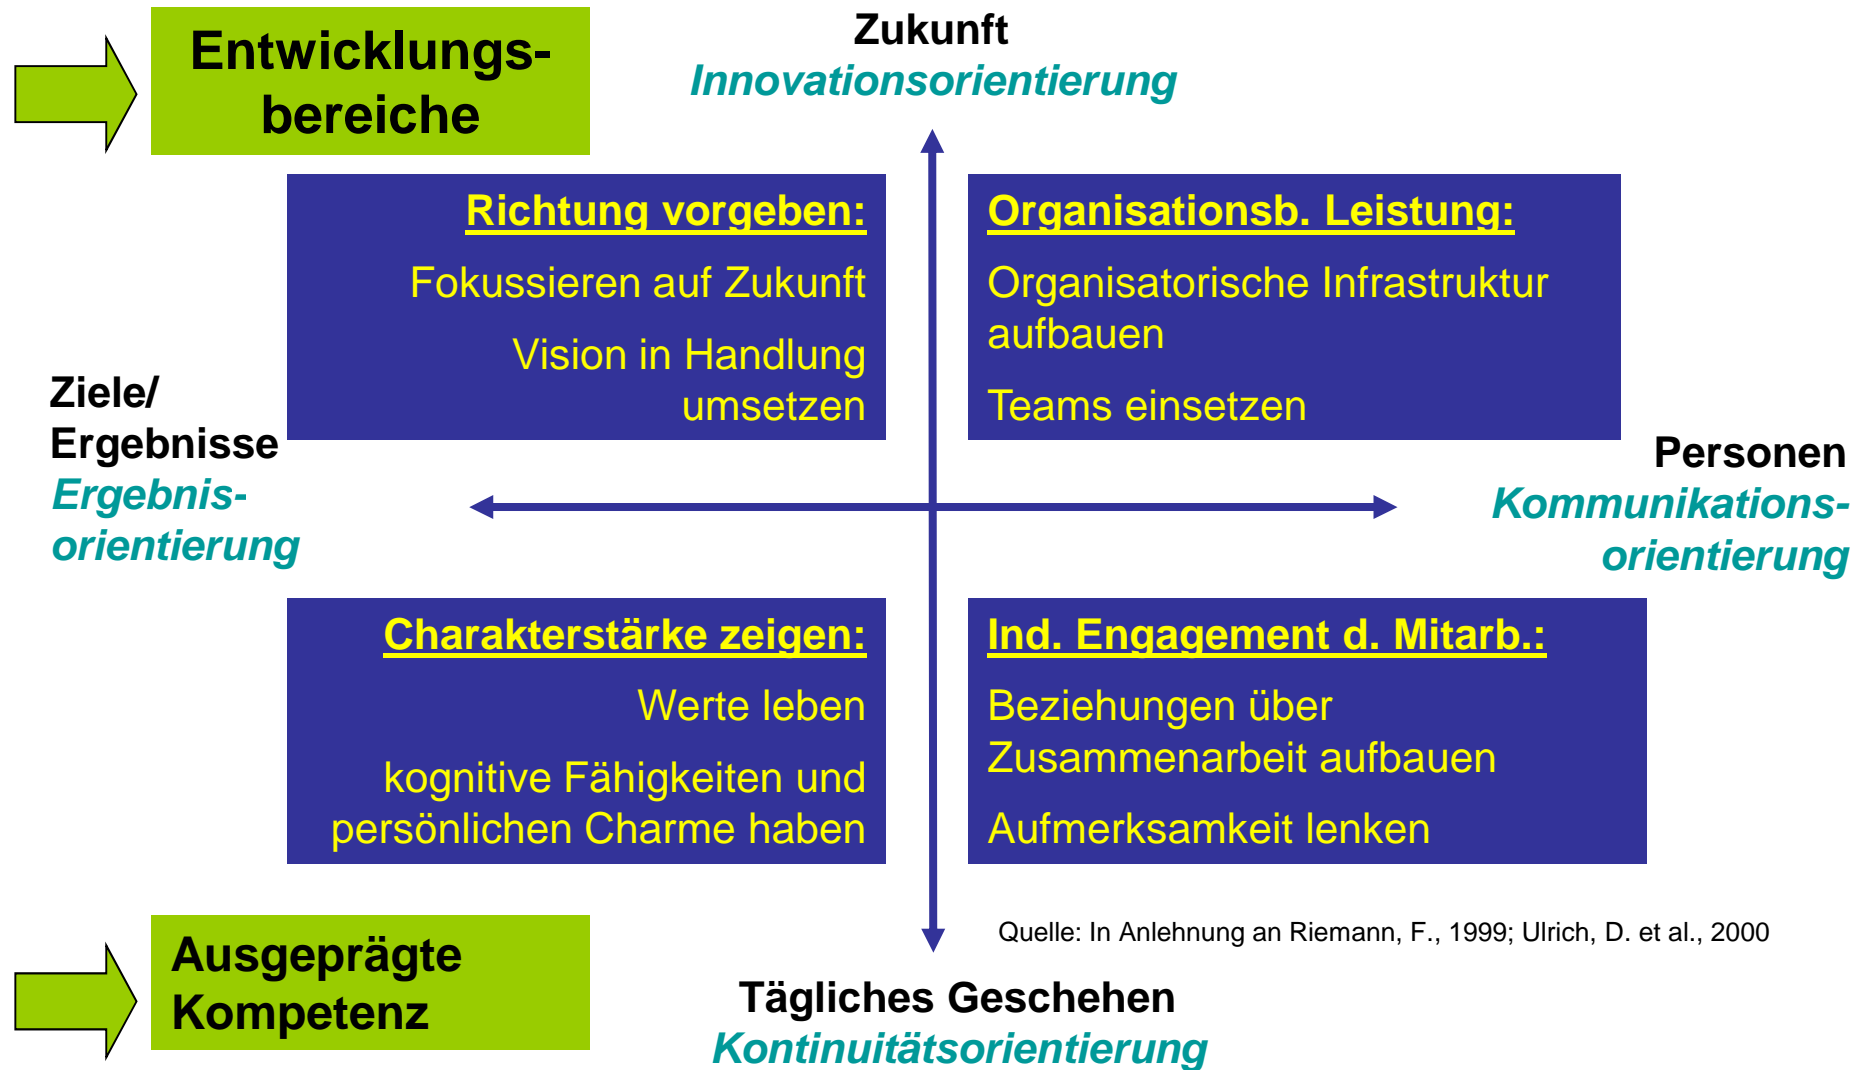 Entwicklungs-
bereiche
Zukunft
Innovationsorientierung
Richtung vorgeben:
Fokussieren auf Zukunft
Vision in Handlung
umsetzen
Organisationsb. Leistung:
Organisatorische Infrastruktur
aufbauen
Teams einsetzen
Ziele/
Ergebnisse
Ergebnis-
orientierung
Personen
Kommunikations-
orientierung
Charakterstärke zeigen:
Werte leben
kognitive Fähigkeiten und
persönlichen Charme haben
Ind. Engagement d. Mitarb.:
Beziehungen über
Zusammenarbeit aufbauen
Aufmerksamkeit lenken
Quelle: In Anlehnung an Riemann, F., 1999; Ulrich, D. et al., 2000
Ausgeprägte
Kompetenz
Tägliches Geschehen
Kontinuitätsorientierung